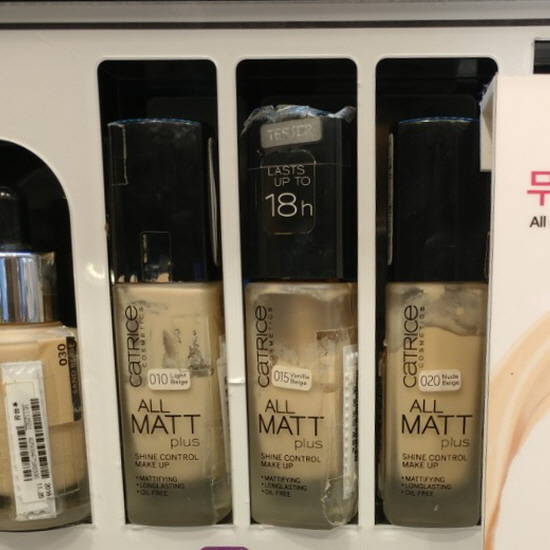 030
CATRICE
COSMETICS
010 Light
Beige
ALL
MATT
plus
SHINE CONTROL
MAKE UP
• MATTIFYING
• LONGLASTING
• OIL FREE
TESTER
LASTS
UP TO
18h
CATRICE
COSMETICS
015 Vanilla
Beige
ALL
MATT
plus
SHINE CONTROL
MAKE UP
• MATTIFYING
• LONGLASTING
• OIL FREE
CATRICE
COSMETICS
020 Nude
Beige
ALL
MATT
plus
SHINE CONTROL
MAKE UP
• MATTIFYING
• LONGLASTING
• OIL FREE
All